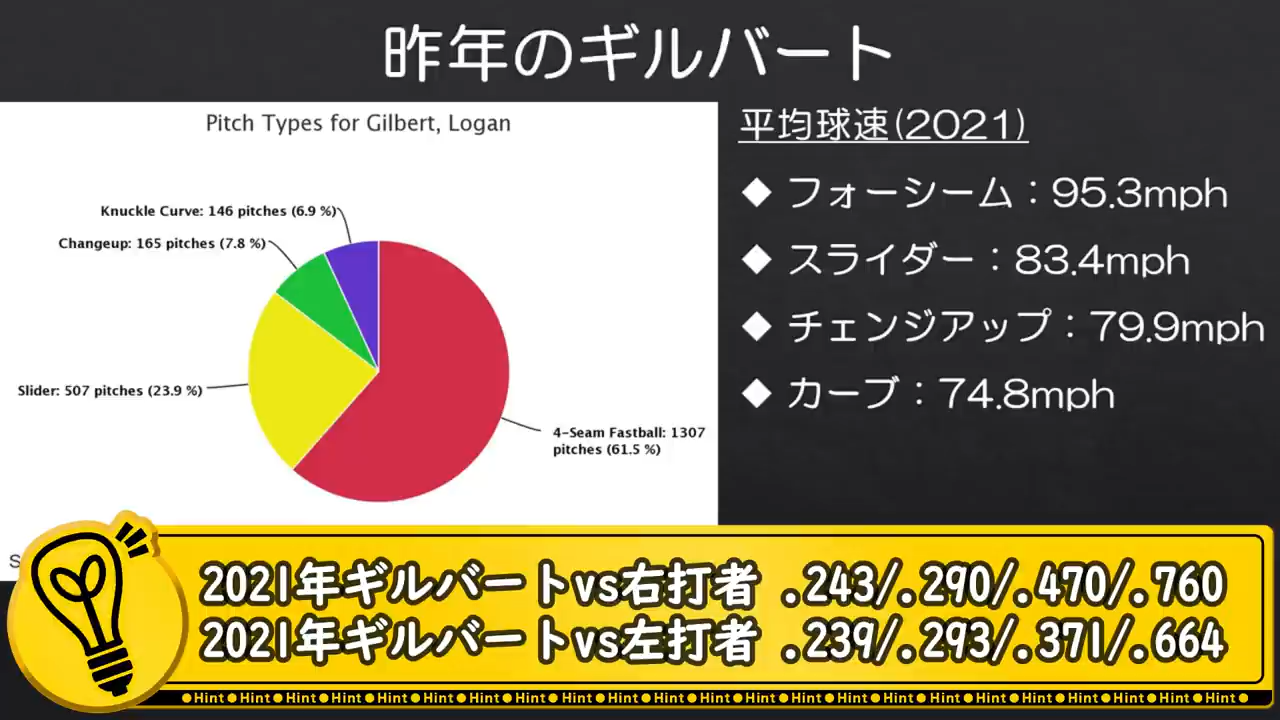 昨年のギルバート
Pitch Types for Gilbert, Logan
Knuckle Curve: 146 pitches (6.9 %)
Changeup: 165 pitches (7.8 %)
Slider: 507 pitches (23.9 %)
4-Seam Fastball: 1307
pitches (61.5 %)
平均球速(2021)
◆ フォーシーム：95.3mph
◆ スライダー：83.4mph
◆ チェンジアップ：79.9mph
◆ カーブ：74.8mph
2021年ギルバートvs右打者 .243/.290/.470/.760
2021年ギルバートvs左打者 .239/.293/.371/.664
●Hint●Hint●Hint●Hint●Hint●Hint●Hint●Hint●Hint●Hint●Hint●Hint●Hint●Hint●Hint●Hint●Hint●Hint●Hint●Hint●Hint●Hint●Hint●